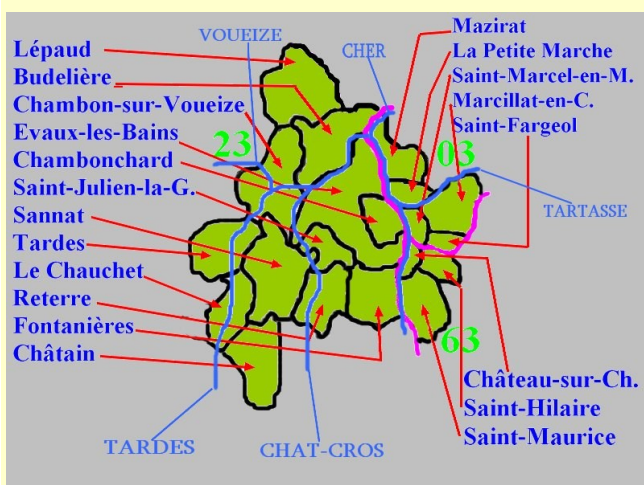 VOUEIZE
CHER
Lépaud
Budelière
Chambon-sur-Voueize
Evaux-les-Bains
Chambonchard
Saint-Julien-la-G.
Sannat
Tardes
Le Chauchet
Reterre
Fontanières
Châtain
Mazirat
La Petite Marche
Saint-Marcel-en-M.
Marcillat-en-C.
Saint-Fargeol
23
03
TARTASSE
63
Château-sur-Ch.
Saint-Hilaire
Saint-Maurice
TARDES
CHAT-CROS